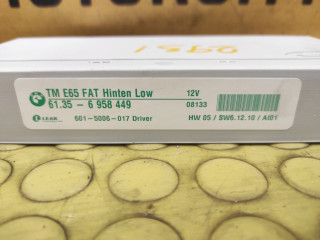 TM E65 FAT Hinten Low 12V
61.35 - 6 958 449 08133
LEAR 601-5006-017 Driver HW 05 / SW6.12.10 / AI01